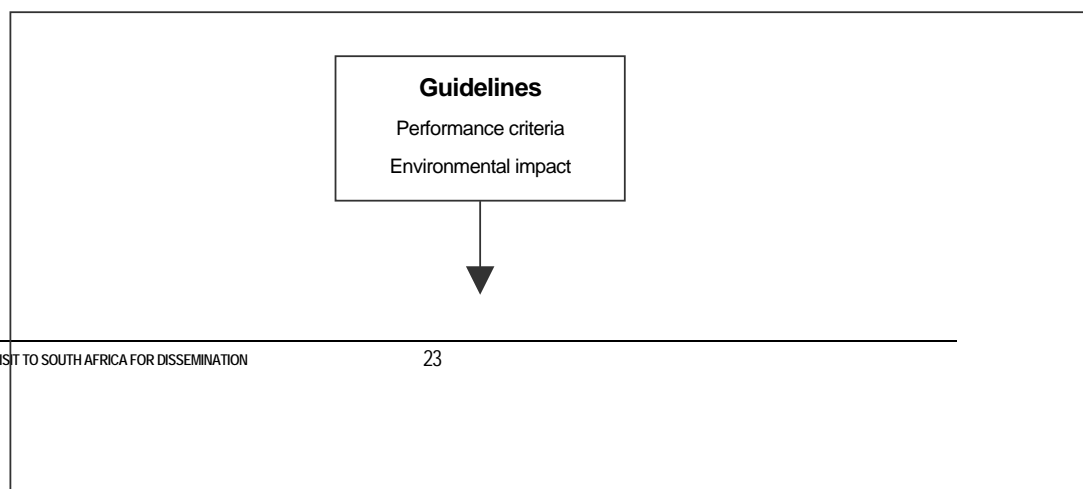 Guidelines
Performance criteria
Environmental impact
TO SOUTH AFRICA FOR DISSEMINATION 23